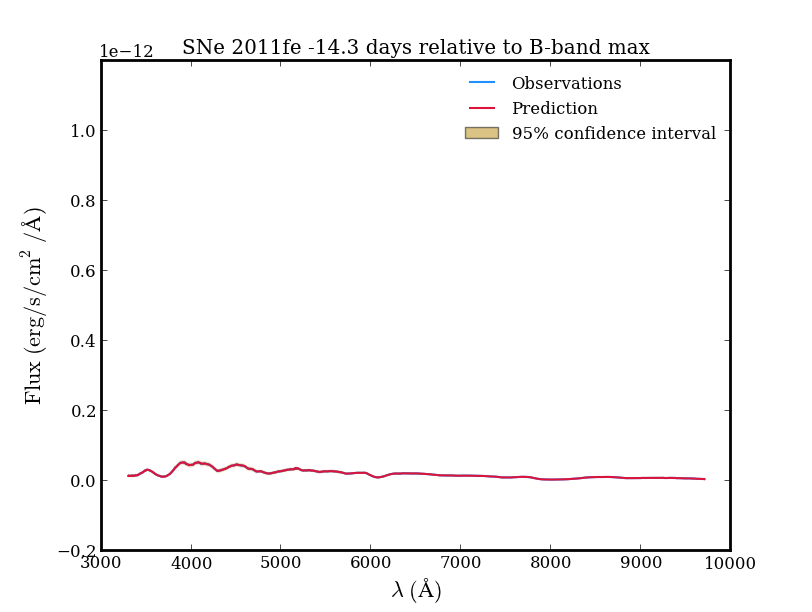 SNe 2011fe -14.3 days relative to B-band max
1e−12
Observations
Prediction
95% confidence interval
1.0
0.8
0.6
0.4
0.2
0.0
−0.2
Flux (erg/s/cm² /Å)
3000 4000 5000 6000 7000 8000 9000 10000
λ (Å)